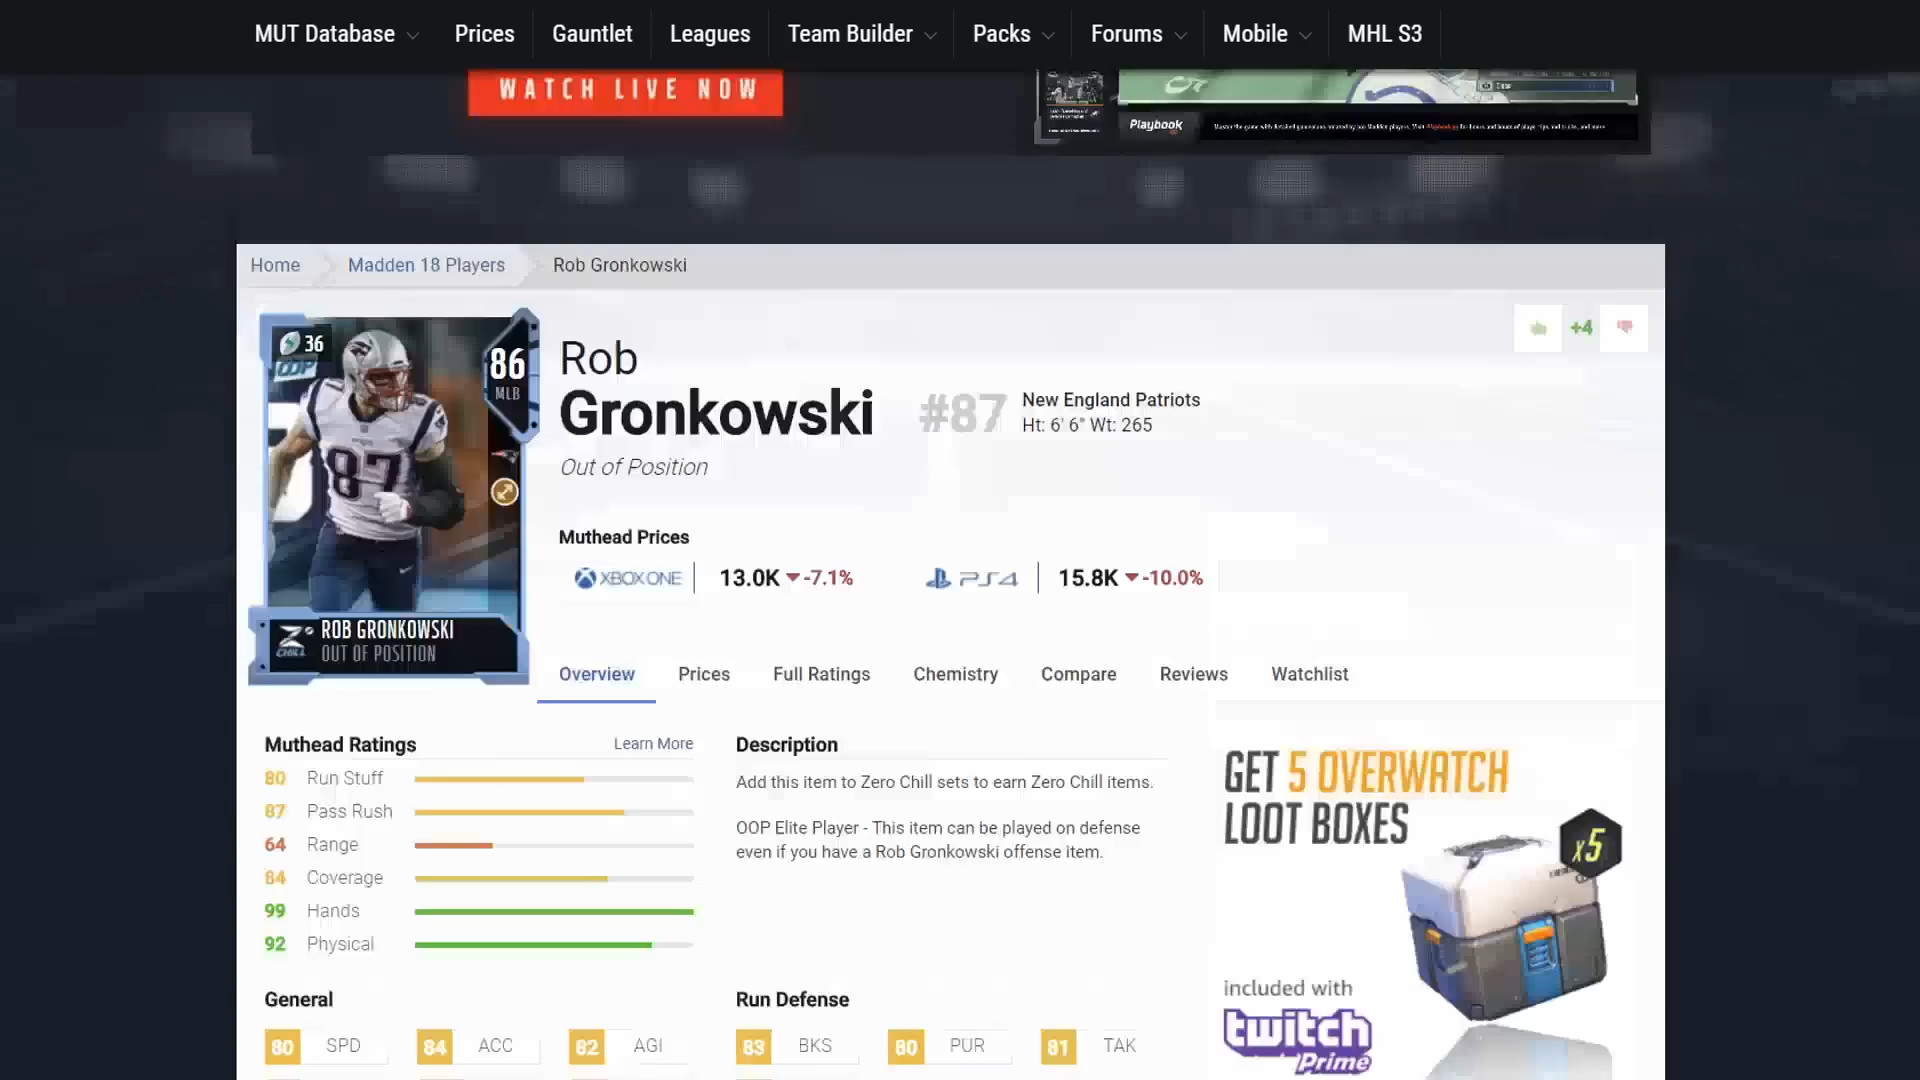 MUT Database Prices Gauntlet Leagues Team Builder Packs Forums Mobile MHL S3
WATCH LIVE NOW
Playbook
Home Madden 18 Players Rob Gronkowski
36
OOP
86
MLB
87
ROB GRONKOWSKI
OUT OF POSITION
Z° CHILL
Rob
Gronkowski #87
New England Patriots
Ht: 6' 6" Wt: 265
Out of Position
+4
Muthead Prices
XBOX ONE 13.0K -7.1% PS4 15.8K -10.0%
Overview Prices Full Ratings Chemistry Compare Reviews Watchlist
Muthead Ratings Learn More
80 Run Stuff
87 Pass Rush
64 Range
84 Coverage
99 Hands
92 Physical
Description
Add this item to Zero Chill sets to earn Zero Chill items.
OOP Elite Player - This item can be played on defense
even if you have a Rob Gronkowski offense item.
GET 5 OVERWATCH
LOOT BOXES
x5
included with
twitch
Prime
General
80 SPD 84 ACC 82 AGI
Run Defense
83 BKS 80 PUR 81 TAK